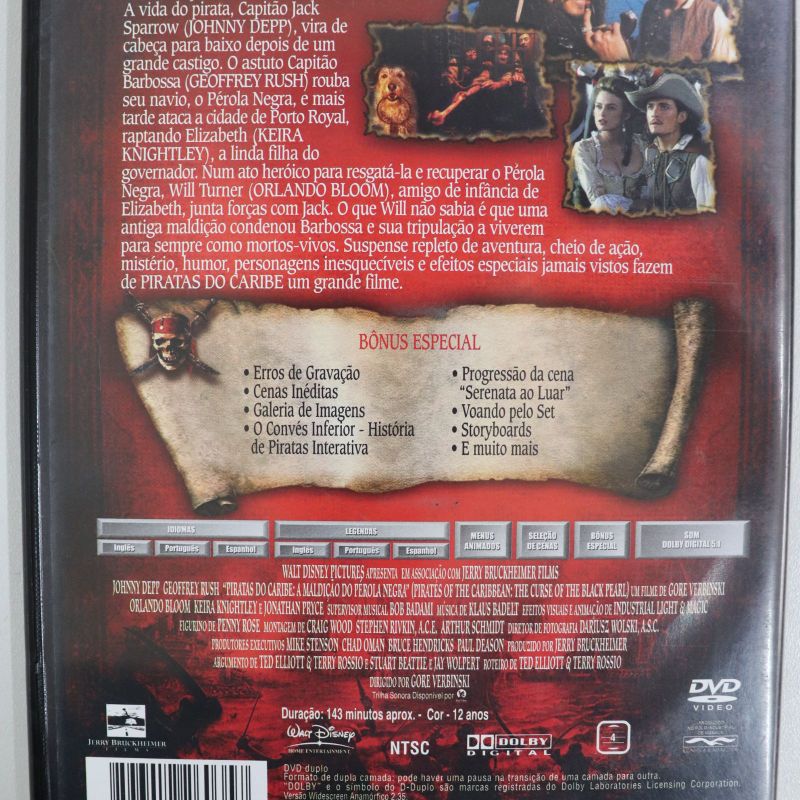 A vida do pirata, Capitão Jack
Sparrow (JOHNNY DEPP), vira de
cabeça para baixo depois de um
grande castigo. O astuto Capitão
Barbossa (GEOFFREY RUSH) rouba
seu navio, o Pérola Negra, e mais
tarde ataca a cidade de Porto Royal,
raptando Elizabeth (KEIRA
KNIGHTLEY), a linda filha do
governador. Num ato heróico para resgatá-la e recuperar o Pérola
Negra, Will Turner (ORLANDO BLOOM), amigo de infância de
Elizabeth, junta forças com Jack. O que Will não sabia é que uma
antiga maldição condenou Barbossa e sua tripulação a viverem
para sempre como mortos-vivos. Suspense repleto de aventura, cheio de ação,
mistério, humor, personagens inesquecíveis e efeitos especiais jamais vistos fazem
de PIRATAS DO CARIBE um grande filme.
BÔNUS ESPECIAL
• Erros de Gravação
• Cenas Inéditas
• Galeria de Imagens
• O Convés Inferior - História
de Piratas Interativa
• Progressão da cena
"Serenata ao Luar"
• Voando pelo Set
• Storyboards
• E muito mais
IDIOMAS
Inglês Português Espanhol
LEGENDAS
Inglês Português Espanhol
MENUS
ANIMADOS
SELEÇÃO
DE CENAS
BÔNUS
ESPECIAL
SOM
DOLBY DIGITAL 5.1
WALT DISNEY PICTURES APRESENTA EM ASSOCIAÇÃO COM JERRY BRUCKHEIMER FILMS
JOHNNY DEPP GEOFFREY RUSH "PIRATAS DO CARIBE: A MALDIÇÃO DO PÉROLA NEGRA" (PIRATES OF THE CARIBBEAN: THE CURSE OF THE BLACK PEARL) UM FILME DE GORE VERBINSKI
ORLANDO BLOOM KEIRA KNIGHTLEY E JONATHAN PRYCE SUPERVISOR MUSICAL BOB BADAMI MÚSICA DE KLAUS BADELT EFEITOS VISUAIS E ANIMAÇÃO DE INDUSTRIAL LIGHT & MAGIC
FIGURINO DE PENNY ROSE MONTAGEM DE CRAIG WOOD STEPHEN RIVKIN, A.C.E. ARTHUR SCHMIDT DIRETOR DE FOTOGRAFIA DARIUSZ WOLSKI, A.S.C.
PRODUTORES EXECUTIVOS MIKE STENSON CHAD OMAN BRUCE HENDRICKS PAUL DEASON PRODUZIDO POR JERRY BRUCKHEIMER
ARGUMENTO DE TED ELLIOTT & TERRY ROSSIO E STUART BEATTIE E JAY WOLPERT ROTEIRO DE TED ELLIOTT & TERRY ROSSIO
DIRIGIDO POR GORE VERBINSKI
Trilha Sonora Disponível por
JERRY BRUCKHEIMER
FILMS
Duração: 143 minutos aprox. - Cor - 12 anos
WALT DISNEY
HOME ENTERTAINMENT
NTSC
DOLBY
DIGITAL
4
DVD
VIDEO
DVD duplo
Formato de dupla camada: pode haver uma pausa na transição de uma camada para outra.
"DOLBY" e o símbolo do D-Duplo são marcas registradas do Dolby Laboratories Licensing Corporation.
Versão Widescreen Anamórfico 2.35